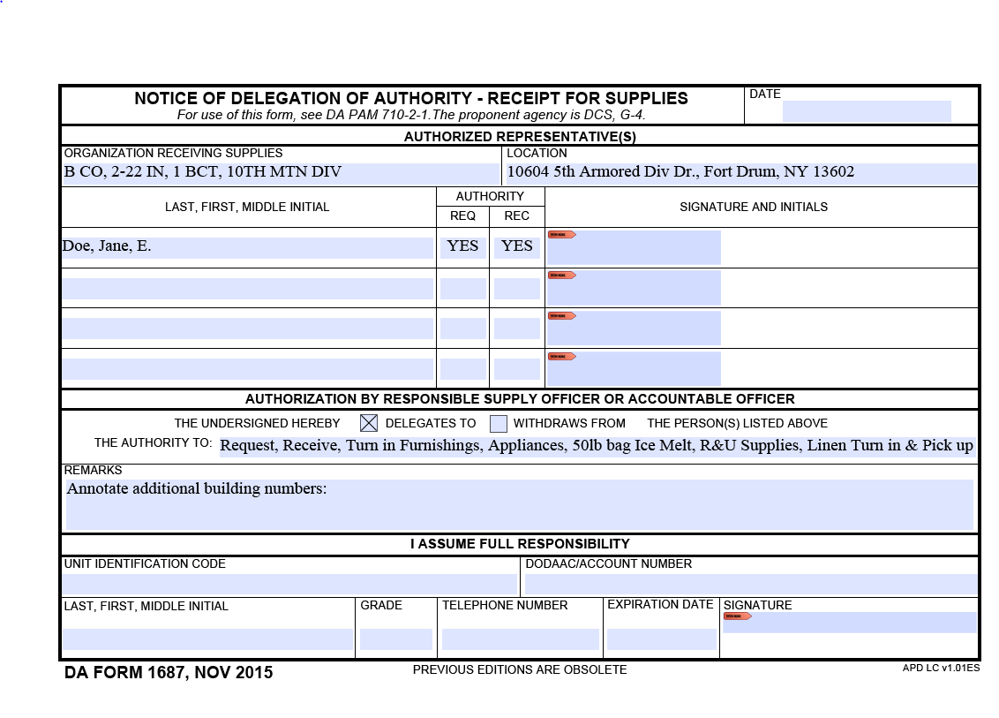 NOTICE OF DELEGATION OF AUTHORITY - RECEIPT FOR SUPPLIES
For use of this form, see DA PAM 710-2-1.The proponent agency is DCS, G-4.
DATE
AUTHORIZED REPRESENTATIVE(S)
ORGANIZATION RECEIVING SUPPLIES
B CO, 2-22 IN, 1 BCT, 10TH MTN DIV
LOCATION
10604 5th Armored Div Dr., Fort Drum, NY 13602
LAST, FIRST, MIDDLE INITIAL
AUTHORITY
REQ
REC
SIGNATURE AND INITIALS
Doe, Jane, E.
YES
YES
AUTHORIZATION BY RESPONSIBLE SUPPLY OFFICER OR ACCOUNTABLE OFFICER
THE UNDERSIGNED HEREBY DELEGATES TO WITHDRAWS FROM THE PERSON(S) LISTED ABOVE
THE AUTHORITY TO: Request, Receive, Turn in Furnishings, Appliances, 50lb bag Ice Melt, R&U Supplies, Linen Turn in & Pick up
REMARKS
Annotate additional building numbers:
I ASSUME FULL RESPONSIBILITY
UNIT IDENTIFICATION CODE
DODAAC/ACCOUNT NUMBER
LAST, FIRST, MIDDLE INITIAL
GRADE
TELEPHONE NUMBER
EXPIRATION DATE
SIGNATURE
DA FORM 1687, NOV 2015
PREVIOUS EDITIONS ARE OBSOLETE
APD LC v1.01ES